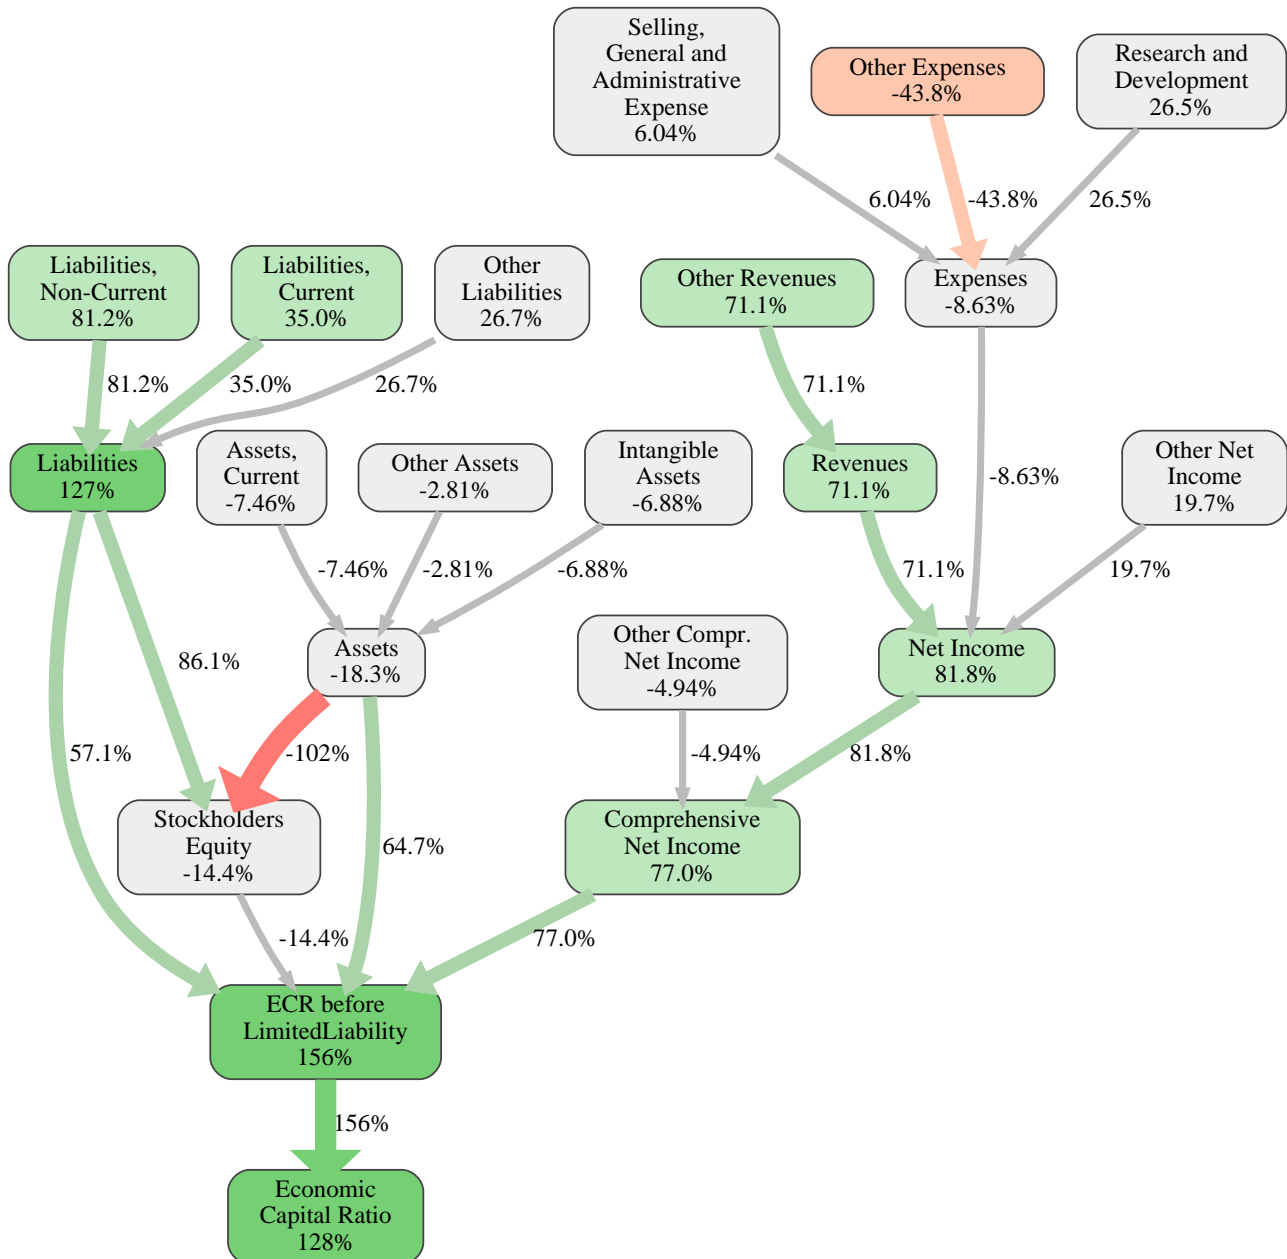 Selling,
General and
Administrative
Expense
6.04%
Other Expenses
-43.8%
Research and
Development
26.5%
6.04%
-43.8%
26.5%
Liabilities,
Non-Current
81.2%
Liabilities,
Current
35.0%
Other
Liabilities
26.7%
Other Revenues
71.1%
Expenses
-8.63%
81.2%
35.0%
26.7%
71.1%
Liabilities
127%
Assets,
Current
-7.46%
Other Assets
-2.81%
Intangible
Assets
-6.88%
Revenues
71.1%
-8.63%
Other Net
Income
19.7%
-7.46%
-2.81%
-6.88%
71.1%
19.7%
86.1%
Assets
-18.3%
Other Compr.
Net Income
-4.94%
Net Income
81.8%
57.1%
-102%
-4.94%
81.8%
Stockholders
Equity
-14.4%
64.7%
Comprehensive
Net Income
77.0%
-14.4%
77.0%
ECR before
LimitedLiability
156%
156%
Economic
Capital Ratio
128%